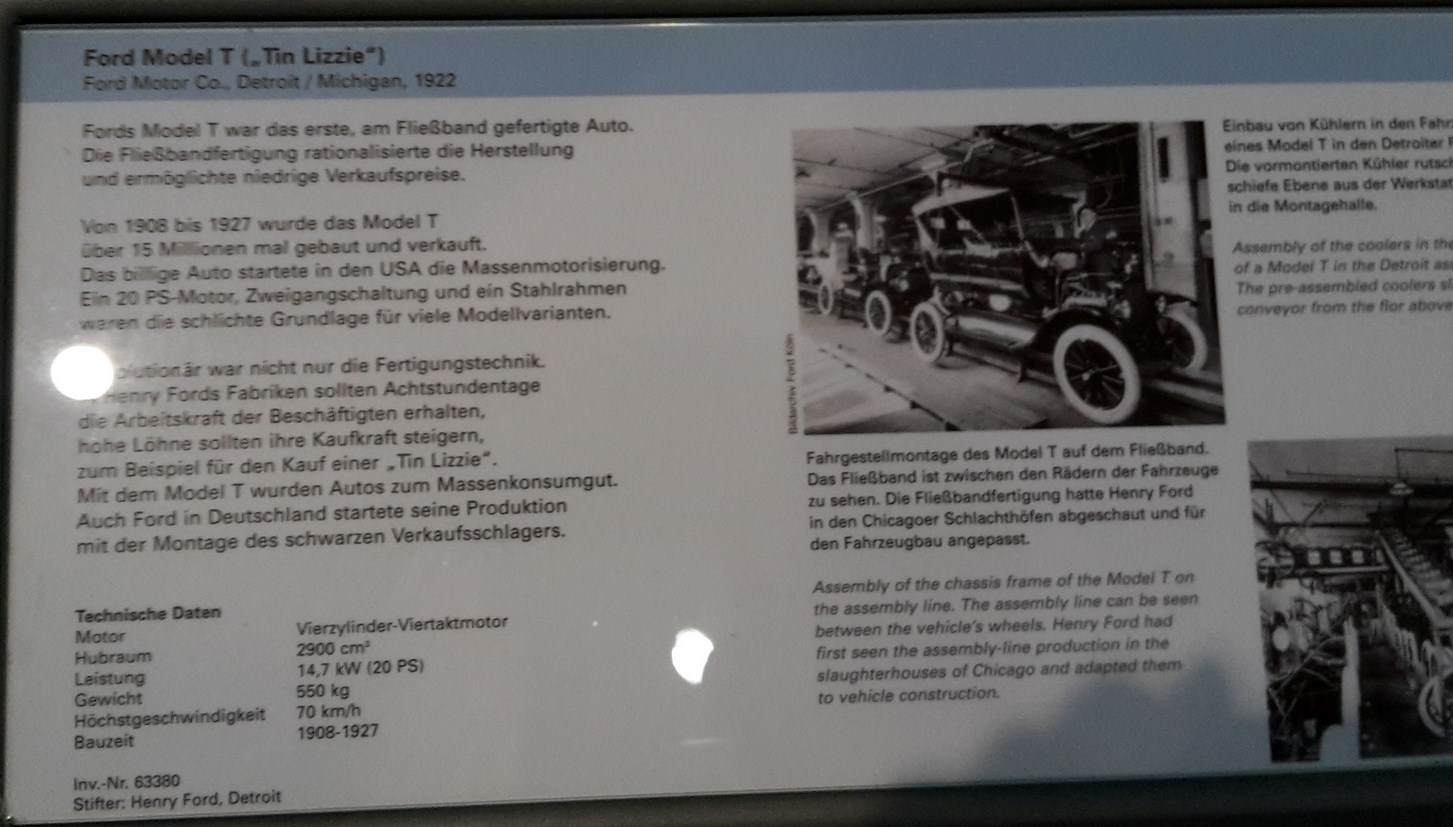 Ford Model T („Tin Lizzie“)
Ford Motor Co., Detroit / Michigan, 1922
Fords Model T war das erste, am Fließband gefertigte Auto.
Die Fließbandfertigung rationalisierte die Herstellung
und ermöglichte niedrige Verkaufspreise.
Von 1908 bis 1927 wurde das Model T
über 15 Millionen mal gebaut und verkauft.
Das billige Auto startete in den USA die Massenmotorisierung.
Ein 20 PS-Motor, Zweigangschaltung und ein Stahlrahmen
waren die schlichte Grundlage für viele Modellvarianten.
war nicht nur die Fertigungstechnik.
Henry Fords Fabriken sollten Achtstundentage
die Arbeitskraft der Beschäftigten erhalten,
hohe Löhne sollten ihre Kaufkraft steigern,
zum Beispiel für den Kauf einer „Tin Lizzie“.
Mit dem Model T wurden Autos zum Massenkonsumgut.
Auch Ford in Deutschland startete seine Produktion
mit der Montage des schwarzen Verkaufsschlagers.
Technische Daten
Motor Vierzylinder-Viertaktmotor
Hubraum 2900 cm³
Leistung 14,7 kW (20 PS)
Gewicht 550 kg
Höchstgeschwindigkeit 70 km/h
Bauzeit 1908-1927
Inv.-Nr. 63380
Stifter: Henry Ford, Detroit
Bildarchiv Ford Köln
Fahrgestellmontage des Model T auf dem Fließband.
Das Fließband ist zwischen den Rädern der Fahrzeuge
zu sehen. Die Fließbandfertigung hatte Henry Ford
in den Chicagoer Schlachthöfen abgeschaut und für
den Fahrzeugbau angepasst.
Assembly of the chassis frame of the Model T on
the assembly line. The assembly line can be seen
between the vehicle's wheels. Henry Ford had
first seen the assembly-line production in the
slaughterhouses of Chicago and adapted them
to vehicle construction.
Einbau von Kühlern in den
eines Model T in den Detroiter
Die vormontierten Kühler
schiefe Ebene aus der
in die Montagehalle.
Assembly of the coolers in the
of a Model T in the Detroit
The pre-assembled coolers
conveyor from the flor above